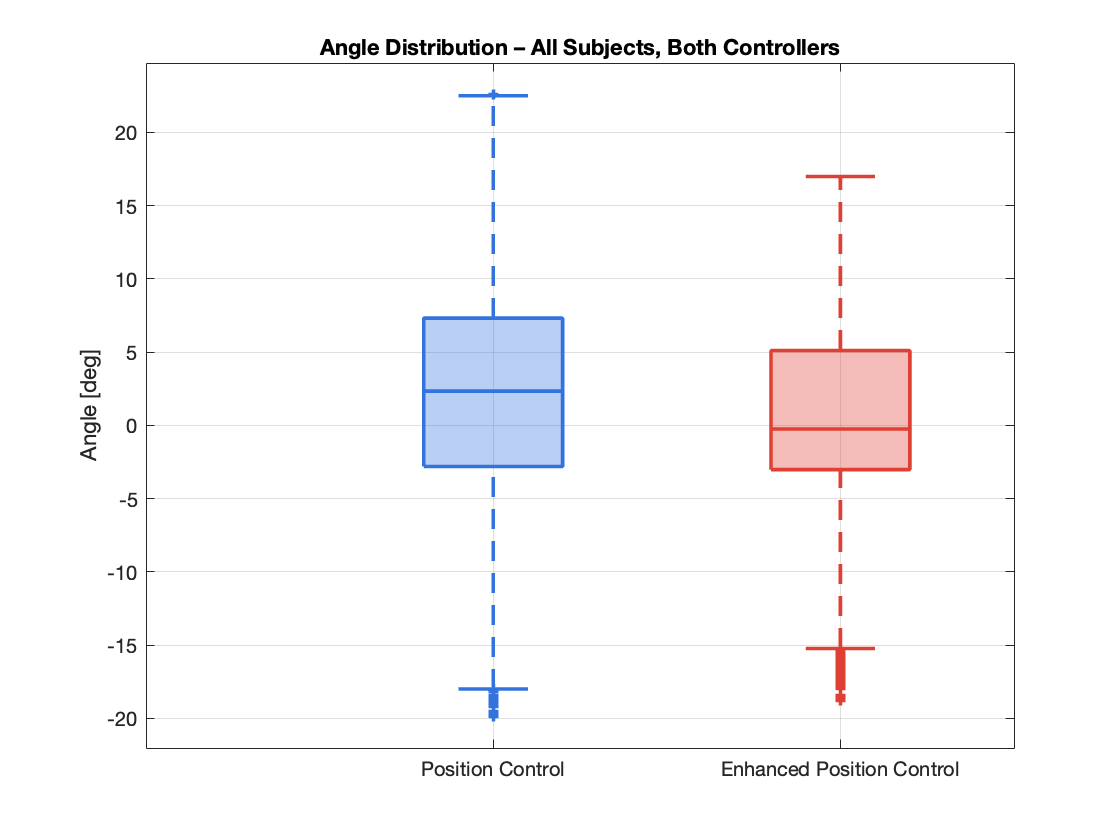 Angle Distribution – All Subjects, Both Controllers
20
15
10
5
0
-5
-10
-15
-20
Angle [deg]
Position Control
Enhanced Position Control